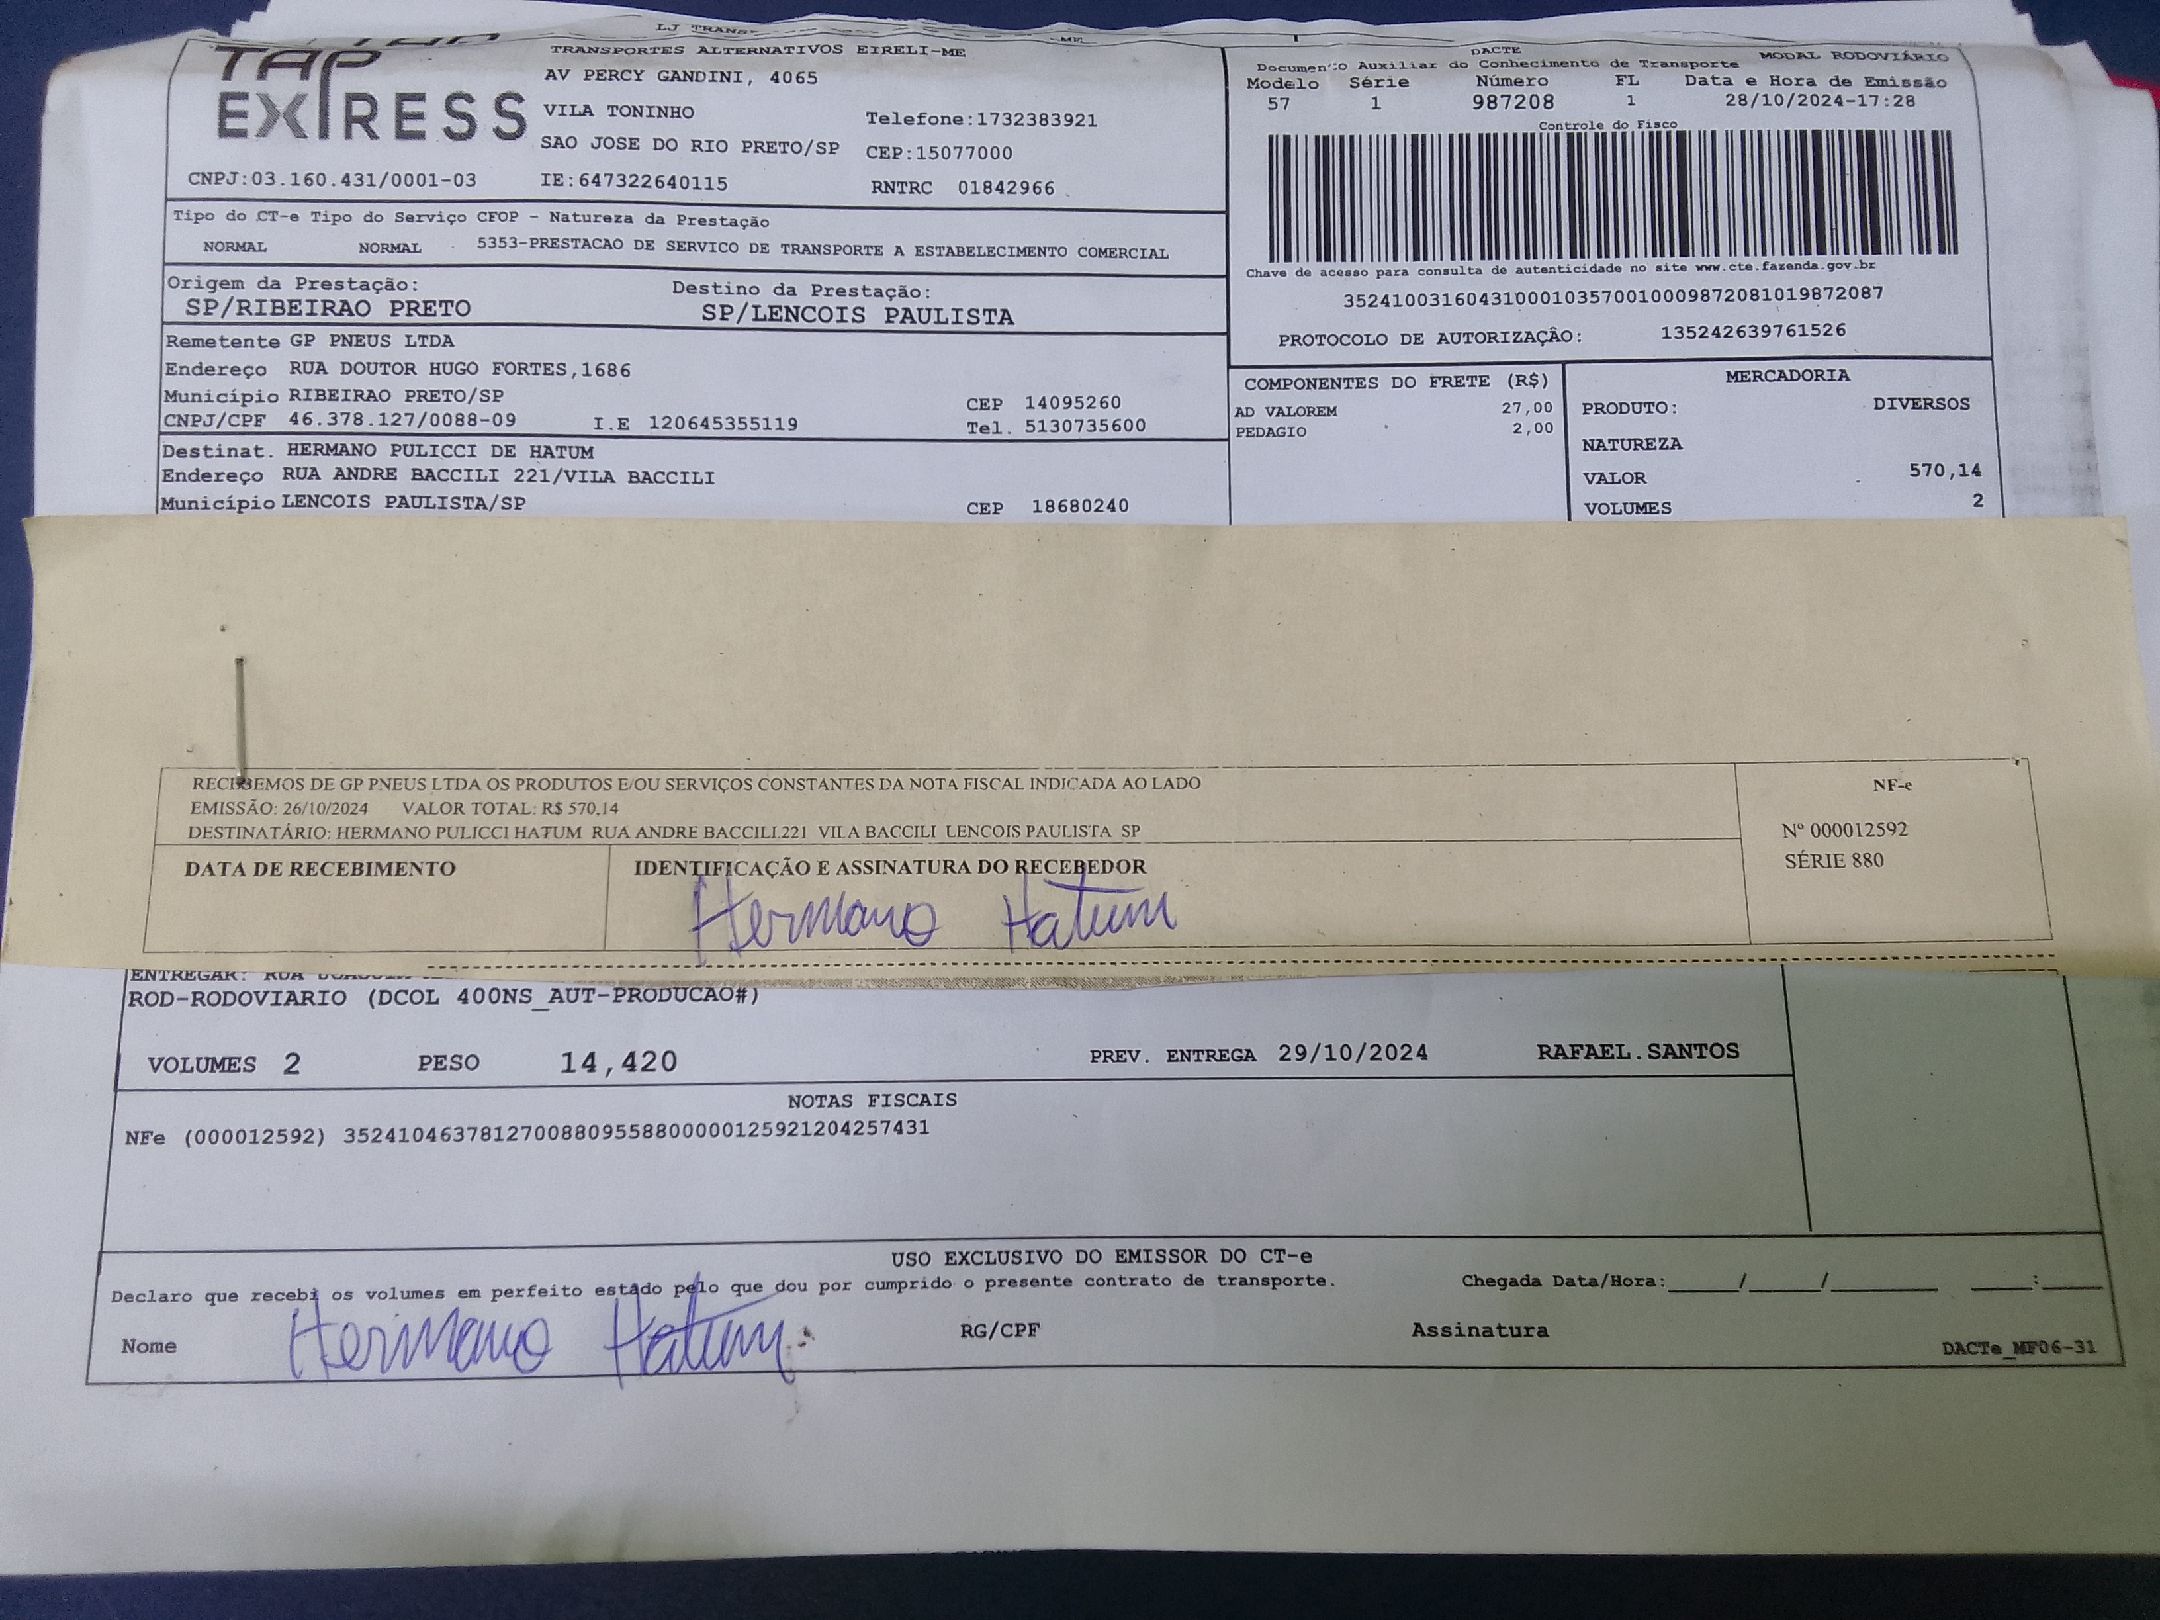 TAP
EXPRESS
TRANSPORTES ALTERNATIVOS EIRELI-ME
AV PERCY GANDINI, 4065
VILA TONINHO
Telefone:1732383921
SAO JOSE DO RIO PRETO/SP CEP:15077000
CNPJ:03.160.431/0001-03 IE:647322640115 RNTRC 01842966
DACTE MODAL RODOVIÁRIO
Documento Auxiliar do Conhecimento de Transporte
Modelo Série Número FL Data e Hora de Emissão
57 1 987208 1 28/10/2024-17:28
Controle do Fisco
Chave de acesso para consulta de autenticidade no site www.cte.fazenda.gov.br
35241003160431000103570010009872081019872087
PROTOCOLO DE AUTORIZAÇÂO: 135242639761526
Tipo do CT-e Tipo do Serviço CFOP - Natureza da Prestação
NORMAL NORMAL 5353-PRESTACAO DE SERVICO DE TRANSPORTE A ESTABELECIMENTO COMERCIAL
Origem da Prestação: Destino da Prestação:
SP/RIBEIRAO PRETO SP/LENCOIS PAULISTA
Remetente GP PNEUS LTDA
Endereço RUA DOUTOR HUGO FORTES,1686
Município RIBEIRAO PRETO/SP CEP 14095260
CNPJ/CPF 46.378.127/0088-09 I.E 120645355119 Tel. 5130735600
Destinat. HERMANO PULICCI DE HATUM
Endereço RUA ANDRE BACCILI 221/VILA BACCILI
Município LENCOIS PAULISTA/SP CEP 18680240
COMPONENTES DO FRETE (R$)
AD VALOREM 27,00
PEDAGIO 2,00
MERCADORIA
PRODUTO: DIVERSOS
NATUREZA
VALOR 570,14
VOLUMES 2
RECEBEMOS DE GP PNEUS LTDA OS PRODUTOS E/OU SERVIÇOS CONSTANTES DA NOTA FISCAL INDICADA AO LADO
EMISSÃO: 26/10/2024 VALOR TOTAL: R$ 570,14
DESTINATÁRIO: HERMANO PULICCI HATUM RUA ANDRE BACCILI.221 VILA BACCILI LENCOIS PAULISTA SP
NF-e
Nº 000012592
SÉRIE 880
DATA DE RECEBIMENTO IDENTIFICAÇÃO E ASSINATURA DO RECEBEDOR
Hermano Hatum
ENTREGAR: RUA
ROD-RODOVIARIO (DCOL 400NS_AUT-PRODUCAO#)
VOLUMES 2 PESO 14,420 PREV. ENTREGA 29/10/2024 RAFAEL.SANTOS
NOTAS FISCAIS
NFe (000012592) 35241046378127008809558800000125921204257431
USO EXCLUSIVO DO EMISSOR DO CT-e
Declaro que recebi os volumes em perfeito estado pelo que dou por cumprido o presente contrato de transporte. Chegada Data/Hora:____/____/______ ____:____
Nome Hermano Hatum RG/CPF Assinatura
DACTe_MF06-31